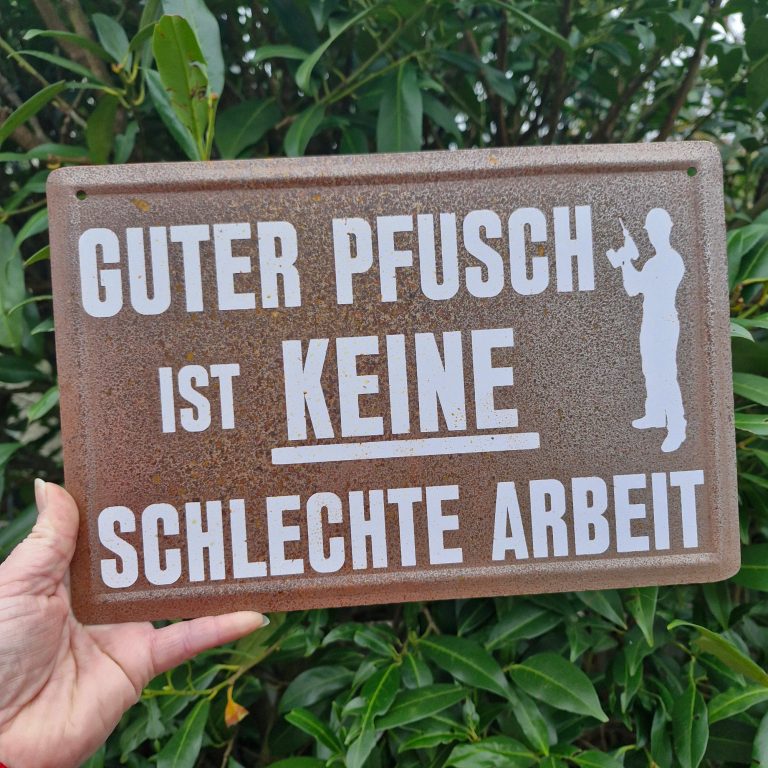 GUTER PFUSCH
IST KEINE
SCHLECHTE ARBEIT